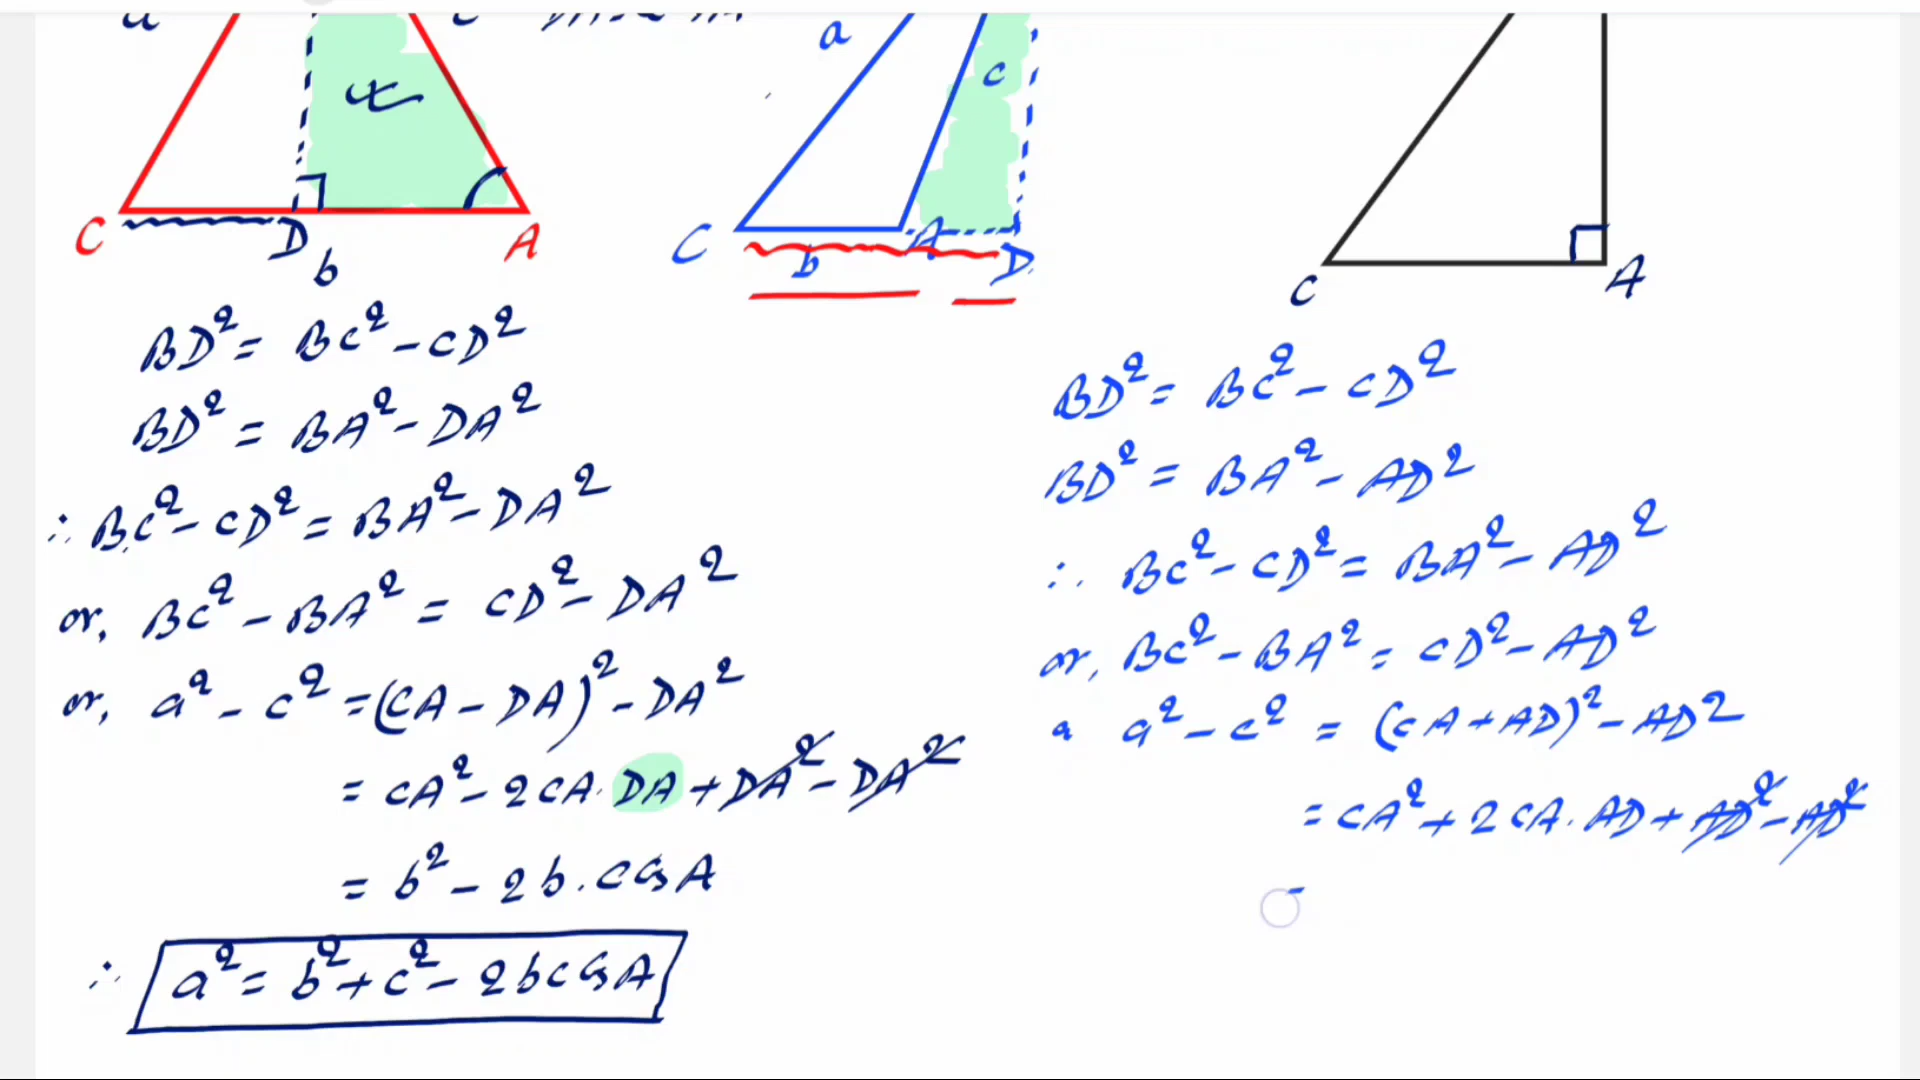 a
c
C
D
b
A
BD² = BC² - CD²
BD² = BA² - DA²
∴ BC² - CD² = BA² - DA²
or, BC² - BA² = CD² - DA²
or, a² - c² = (CA - DA)² - DA²
= CA² - 2CA. DA + DA² - DA²
= b² - 2b. c cos A
∴ a² = b² + c² - 2bc cos A
a
c
C
b
A
D
C
A
BD² = BC² - CD²
BD² = BA² - AD²
∴ BC² - CD² = BA² - AD²
or, BC² - BA² = CD² - AD²
a² - c² = (CA + AD)² - AD²
= CA² + 2CA. AD + AD² - AD²